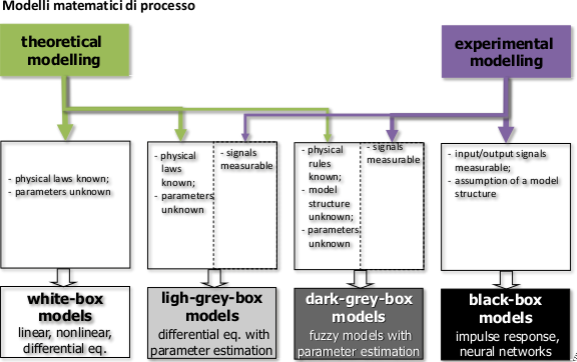 Modelli matematici di processo
theoretical
modelling
experimental
modelling
- physical laws known;
- parameters unknown
- physical
laws
known;
- parameters
unknown
- signals
measurable
- physical
rules
known;
- model
structure
unknown;
- parameters
unknown
- signals
measurable
- input/output signals
measurable;
- assumption of a model
structure
white-box
models
linear, nonlinear,
differential eq.
ligh-grey-box
models
differential eq. with
parameter estimation
dark-grey-box
models
fuzzy models with
parameter estimation
black-box
models
impulse response,
neural networks